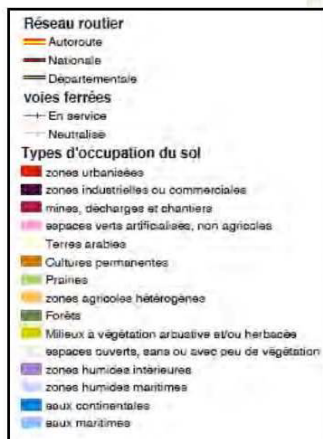 Réseau routier
Autoroute
Nationale
Départementale
voies ferrées
En service
Neutralisé
Types d'occupation du sol
zones urbanisées
zones industrielles ou commerciales
mines, décharges et chantiers
espaces verts artificialisés, non agricoles
Terres arables
Cultures permanentes
Prairies
zones agricoles hétérogènes
Forêts
Milieux à végétation arbustive et/ou herbacée
espaces ouverts, sans ou avec peu de végétation
zones humides intérieures
zones humides maritimes
eaux continentales
eaux maritimes